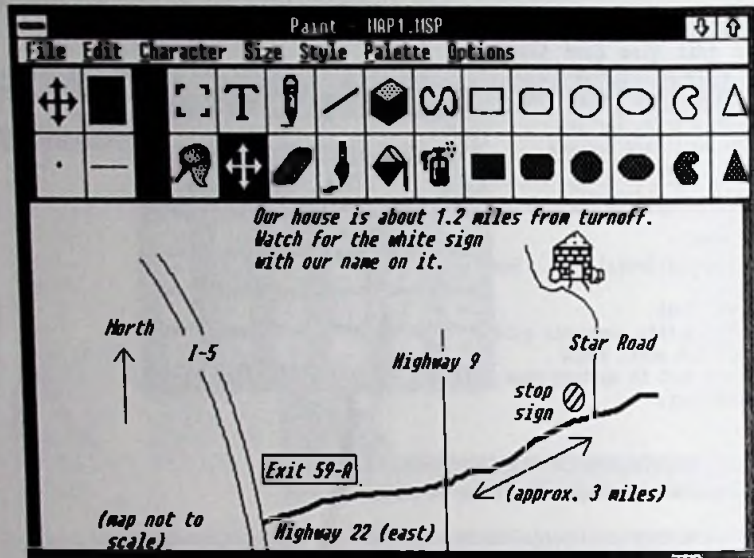 Paint - MAP1.MSP
File Edit Character Size Style Palette Options
T
Our house is about 1.2 miles from turnoff.
Watch for the white sign
with our name on it.
North
I-5
Highway 9
Star Road
stop
sign
Exit 59-A
(approx. 3 miles)
(map not to
scale)
Highway 22 (east)